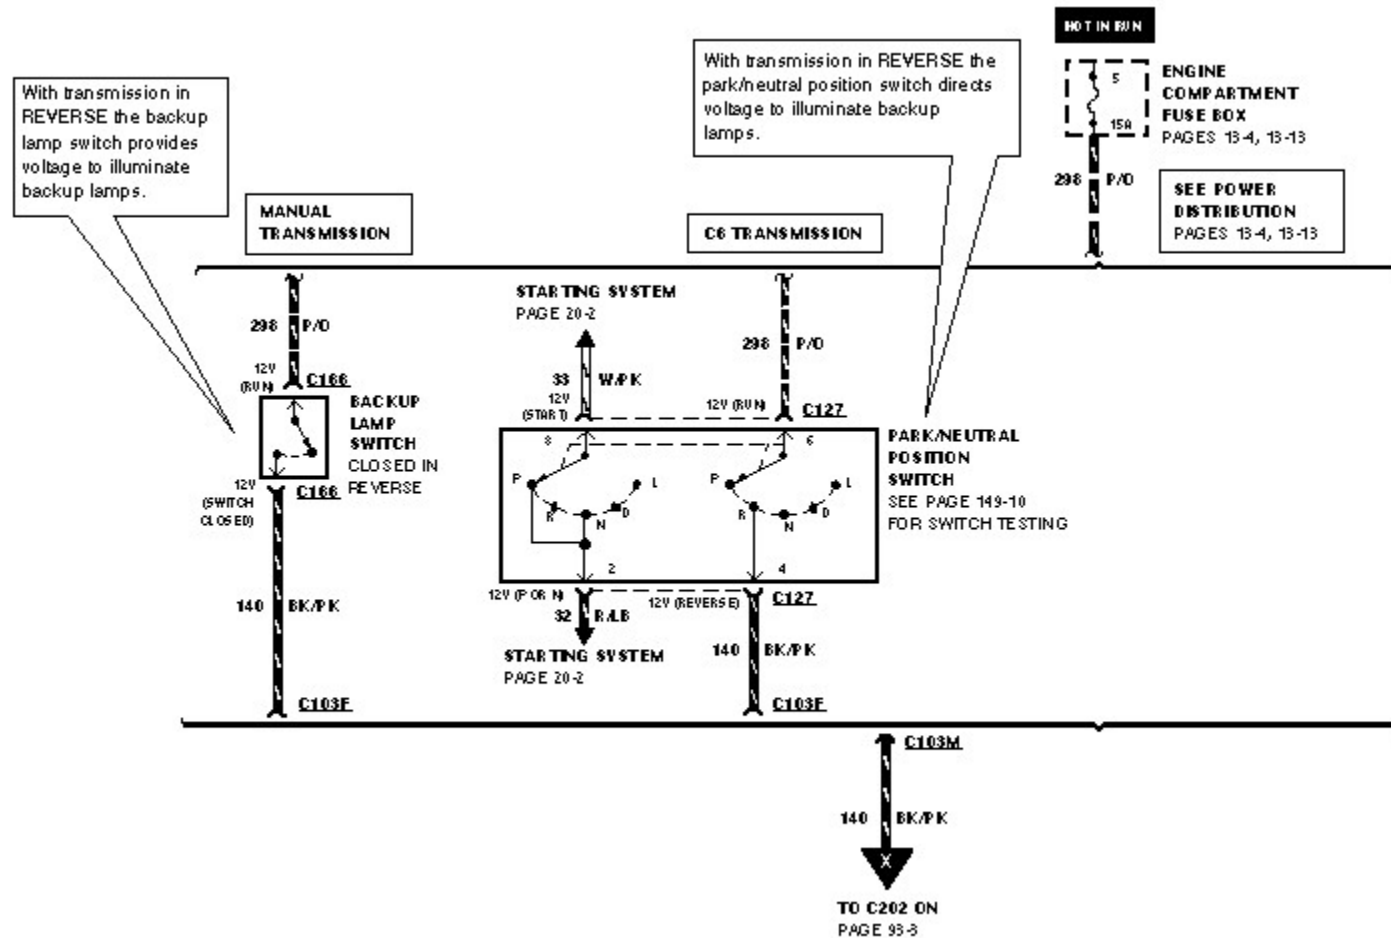 HOT IN RUN
With transmission in REVERSE the
park/neutral position switch directs
voltage to illuminate backup
lamps.
With transmission in
REVERSE the backup
lamp switch provides
voltage to illuminate
backup lamps.
5
15A
ENGINE
COMPARTMENT
FUSE BOX
PAGES 13-4, 13-13
298 P/O
SEE POWER
DISTRIBUTION
PAGES 13-4, 13-13
MANUAL
TRANSMISSION
C6 TRANSMISSION
STARTING SYSTEM
PAGE 20-2
298 P/O
298 P/O
33 W/PK
12V
(RUN)
C166
12V
(START)
12V (RUN)
C127
BACKUP
LAMP
SWITCH
CLOSED IN
REVERSE
8
6
P
R
N
D
L
P
R
N
D
L
2
4
PARK/NEUTRAL
POSITION
SWITCH
SEE PAGE 149-10
FOR SWITCH TESTING
12V
(SWITCH
CLOSED)
C166
12V (P OR N)
12V (REVERSE)
C127
32 R/LB
140 BK/PK
STARTING SYSTEM
PAGE 20-2
140 BK/PK
C103F
C103F
C103M
140 BK/PK
X
TO C202 ON
PAGE 93-3